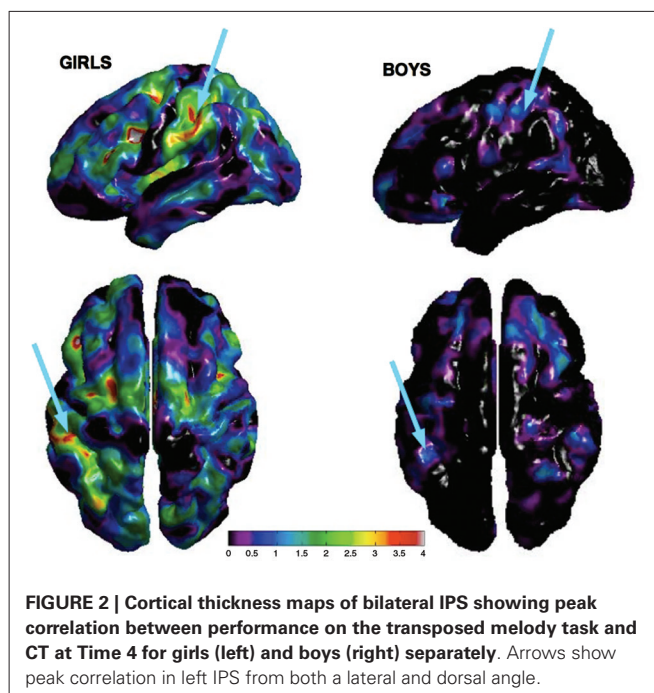 GIRLS
BOYS
0 0.5 1 1.5 2 2.5 3 3.5 4
FIGURE 2 | Cortical thickness maps of bilateral IPS showing peak
correlation between performance on the transposed melody task and
CT at Time 4 for girls (left) and boys (right) separately. Arrows show
peak correlation in left IPS from both a lateral and dorsal angle.